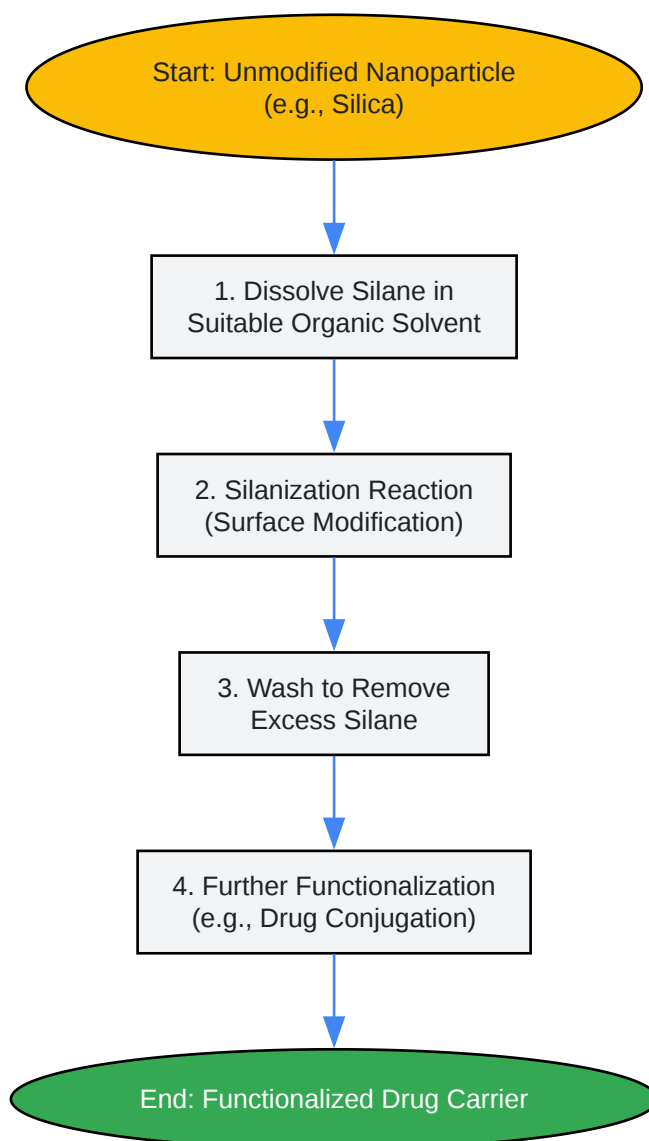 Start: Unmodified Nanoparticle
(e.g., Silica)
1. Dissolve Silane in
Suitable Organic Solvent
2. Silanization Reaction
(Surface Modification)
3. Wash to Remove
Excess Silane
4. Further Functionalization
(e.g., Drug Conjugation)
End: Functionalized Drug Carrier